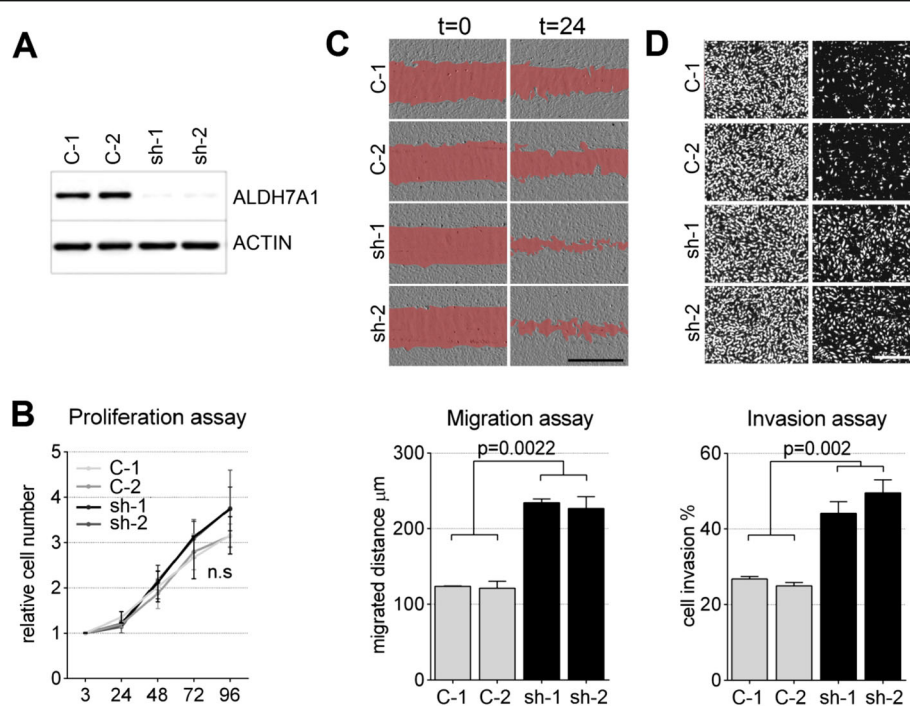 A
C-1 C-2 sh-1 sh-2
ALDH7A1
ACTIN
C
t=0 t=24
C-1
C-2
sh-1
sh-2
D
C-1
C-2
sh-1
sh-2
B
Proliferation assay
relative cell number
5
4
3
2
1
0
C-1
C-2
sh-1
sh-2
n.s
3 24 48 72 96
Migration assay
p=0.0022
migrated distance µm
300
200
100
0
C-1 C-2 sh-1 sh-2
Invasion assay
p=0.002
cell invasion %
60
40
20
0
C-1 C-2 sh-1 sh-2